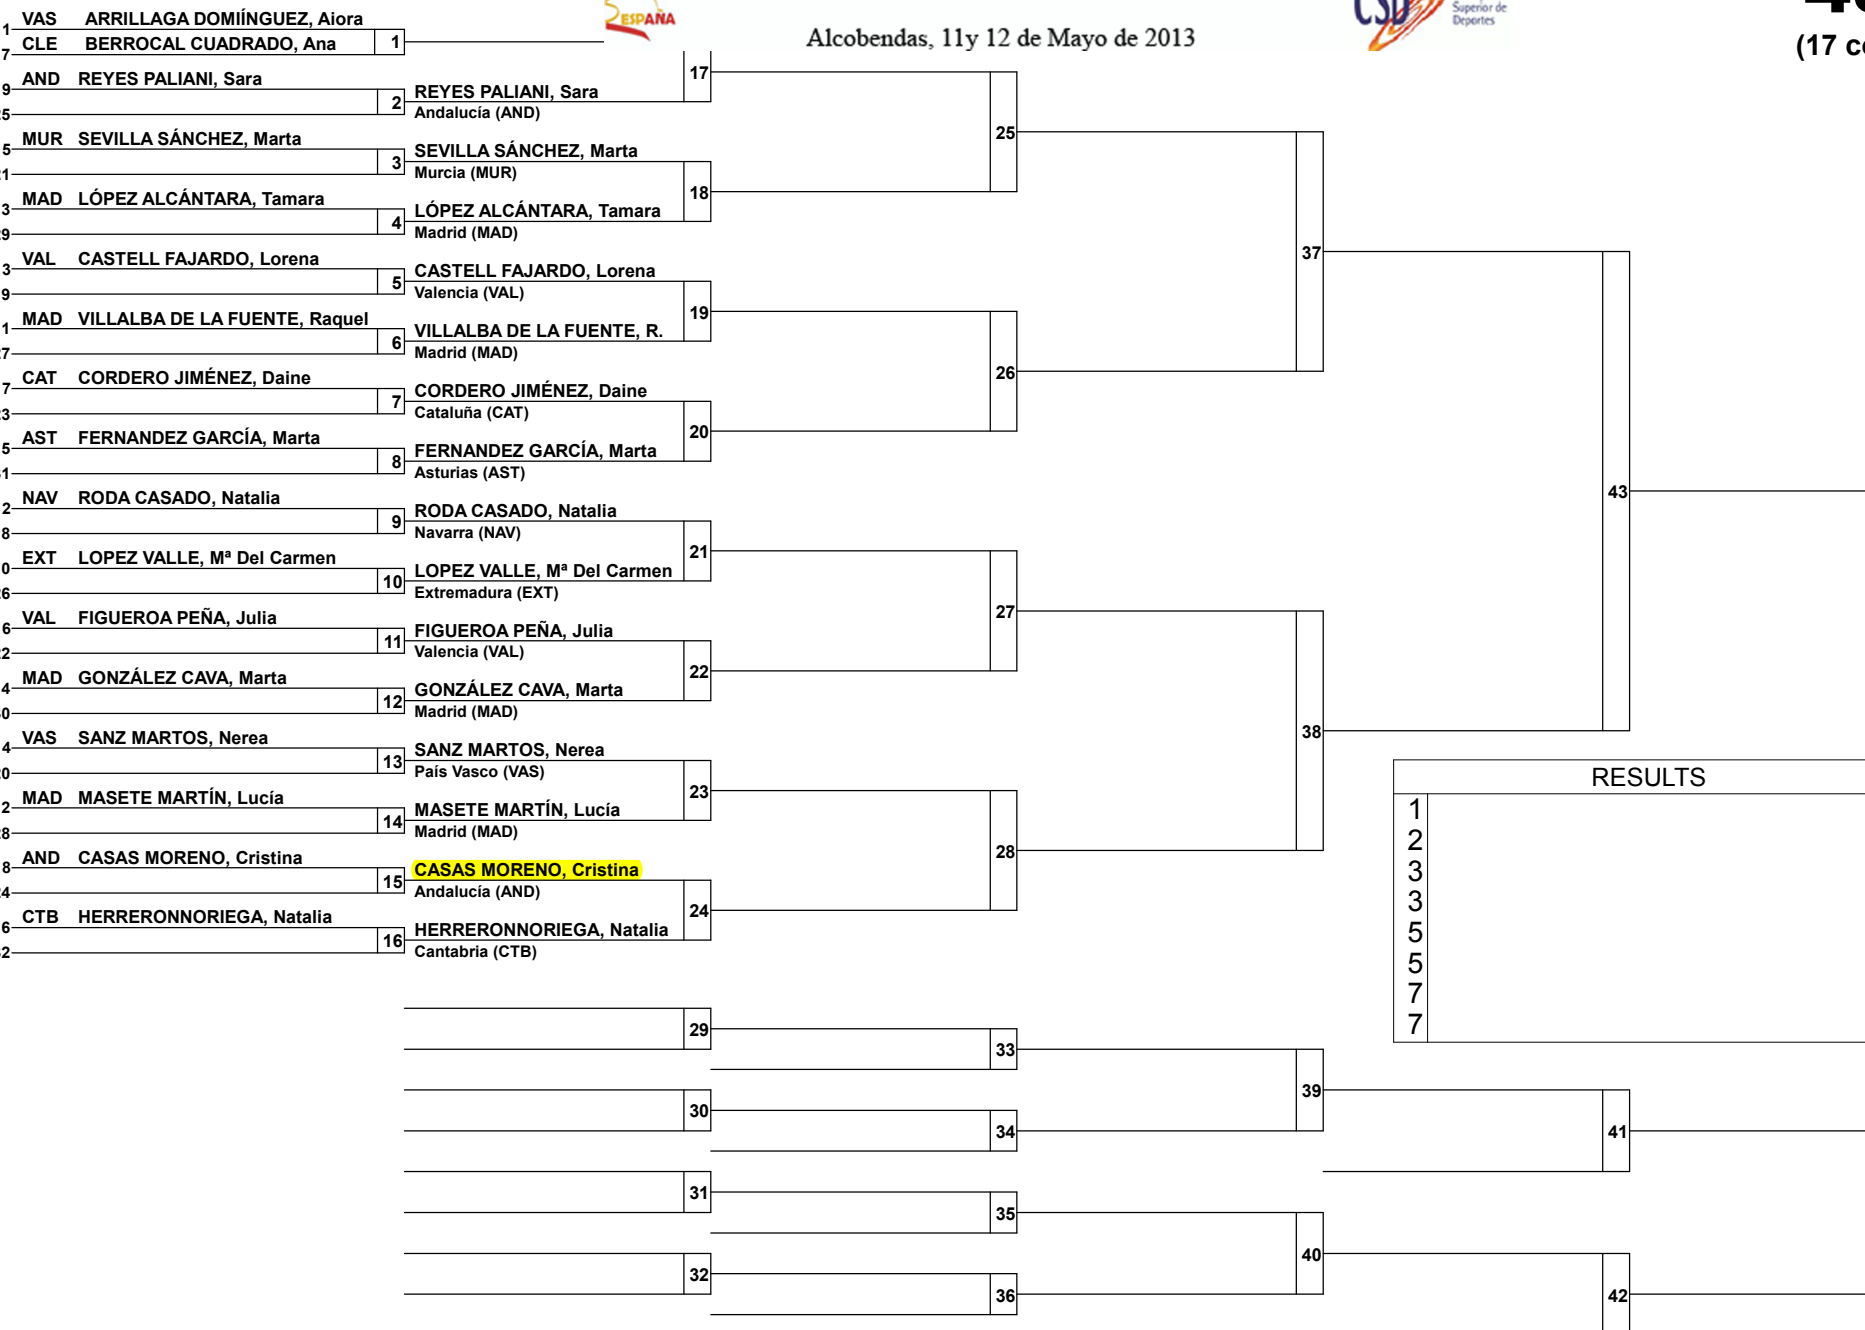 ESPAÑA
CSD
Superior de
Deportes
Alcobendas, 11y 12 de Mayo de 2013
(17
VAS ARRILLAGA DOMIÍNGUEZ, Aiora
CLE BERROCAL CUADRADO, Ana
1
AND REYES PALIANI, Sara
2
REYES PALIANI, Sara
Andalucía (AND)
17
MUR SEVILLA SÁNCHEZ, Marta
3
SEVILLA SÁNCHEZ, Marta
Murcia (MUR)
25
MAD LÓPEZ ALCÁNTARA, Tamara
4
LÓPEZ ALCÁNTARA, Tamara
Madrid (MAD)
18
VAL CASTELL FAJARDO, Lorena
5
CASTELL FAJARDO, Lorena
Valencia (VAL)
37
MAD VILLALBA DE LA FUENTE, Raquel
6
VILLALBA DE LA FUENTE, R.
Madrid (MAD)
19
CAT CORDERO JIMÉNEZ, Daine
7
CORDERO JIMÉNEZ, Daine
Cataluña (CAT)
26
AST FERNANDEZ GARCÍA, Marta
8
FERNANDEZ GARCÍA, Marta
Asturias (AST)
20
NAV RODA CASADO, Natalia
9
RODA CASADO, Natalia
Navarra (NAV)
43
EXT LOPEZ VALLE, Mª Del Carmen
10
LOPEZ VALLE, Mª Del Carmen
Extremadura (EXT)
21
VAL FIGUEROA PEÑA, Julia
11
FIGUEROA PEÑA, Julia
Valencia (VAL)
27
MAD GONZÁLEZ CAVA, Marta
12
GONZÁLEZ CAVA, Marta
Madrid (MAD)
22
VAS SANZ MARTOS, Nerea
13
SANZ MARTOS, Nerea
País Vasco (VAS)
38
MAD MASETE MARTÍN, Lucía
14
MASETE MARTÍN, Lucía
Madrid (MAD)
23
AND CASAS MORENO, Cristina
15
CASAS MORENO, Cristina
Andalucía (AND)
28
CTB HERRERONNORIEGA, Natalia
16
HERRERONNORIEGA, Natalia
Cantabria (CTB)
24
RESULTS
1
2
3
3
5
5
7
7
29
33
39
30
34
41
31
35
40
32
36
42